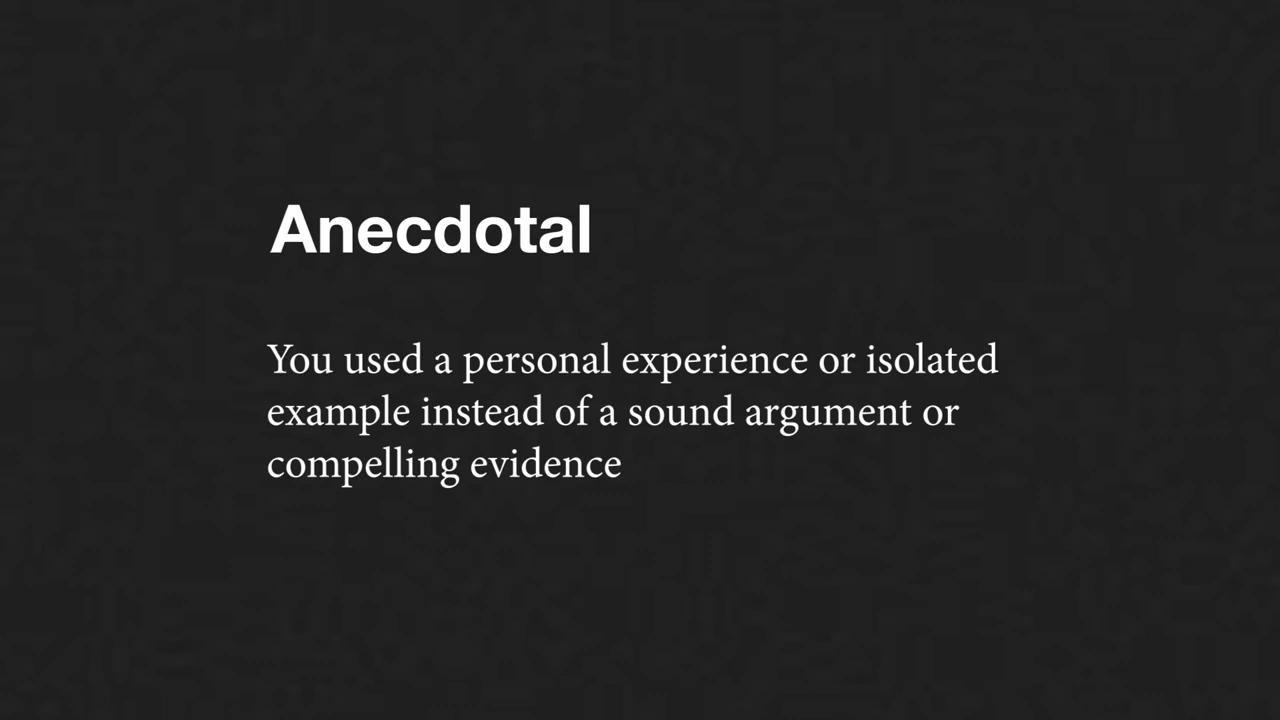 Anecdotal
You used a personal experience or isolated
example instead of a sound argument or
compelling evidence